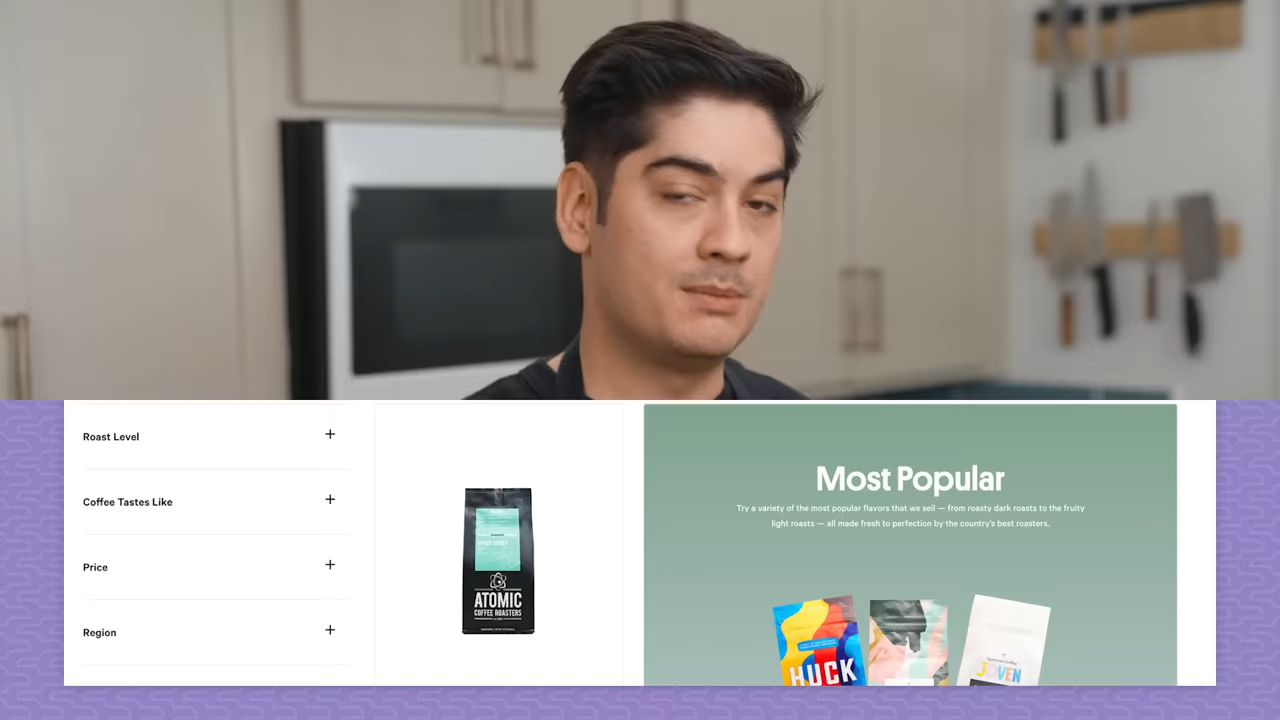 Roast Level
Coffee Tastes Like
Price
Region
ATOMIC
COFFEE ROASTERS
Most Popular
Try a variety of the most popular flavors that we sell — from roasty dark roasts to the fruity
light roasts — all made fresh to perfection by the country's best roasters.
HUCK
JOVEN